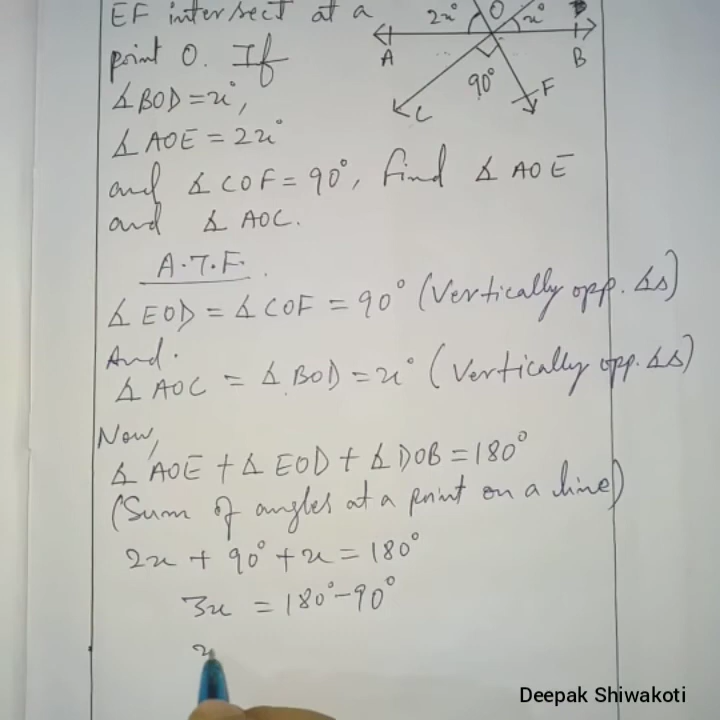 EF intersect at a
point O. If
∡BOD = x°,
∡AOE = 2x°
and ∡COF = 90°, find ∡AOE
and ∡AOC.
2x° O x° D
A B
90° F
C
A.T.F.
∡EOD = ∡COF = 90° (Vertically opp. ∡s)
And.
∡AOC = ∡BOD = x° (Vertically opp. ∡s)
Now,
∡AOE + ∡EOD + ∡DOB = 180°
(Sum of angles at a point on a line)
2x + 90° + x = 180°
3x = 180° - 90°
x
Deepak Shiwakoti